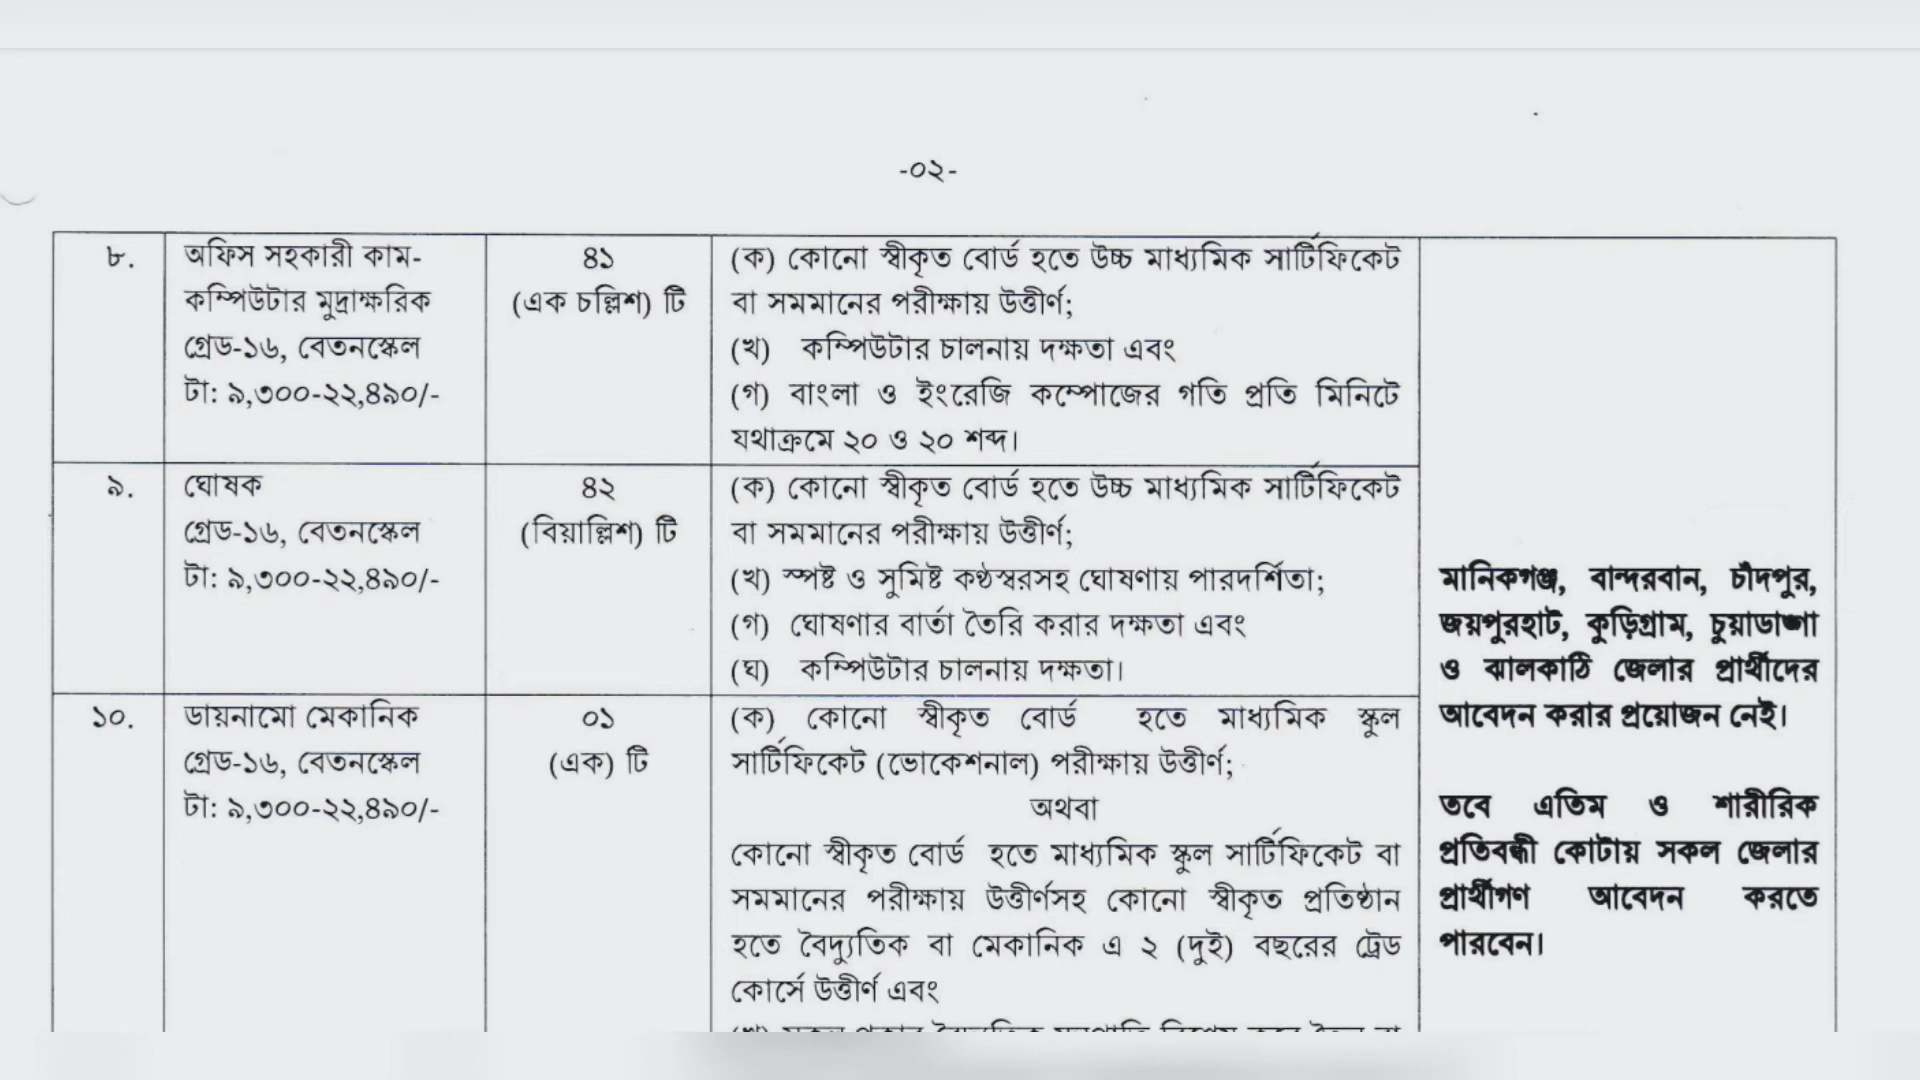 -০২-
৮.
অফিস সহকারী কাম-
কম্পিউটার মুদ্রাক্ষরিক
গ্রেড-১৬, বেতনস্কেল
টা: ৯,৩০০-২২,৪৯০/-
৪১
(এক চল্লিশ) টি
(ক) কোনো স্বীকৃত বোর্ড হতে উচ্চ মাধ্যমিক সার্টিফিকেট
বা সমমানের পরীক্ষায় উত্তীর্ণ;
(খ) কম্পিউটার চালনায় দক্ষতা এবং
(গ) বাংলা ও ইংরেজি কম্পোজের গতি প্রতি মিনিটে
যথাক্রমে ২০ ও ২০ শব্দ।
৯.
ঘোষক
গ্রেড-১৬, বেতনস্কেল
টা: ৯,৩০০-২২,৪৯০/-
৪২
(বিয়াল্লিশ) টি
(ক) কোনো স্বীকৃত বোর্ড হতে উচ্চ মাধ্যমিক সার্টিফিকেট
বা সমমানের পরীক্ষায় উত্তীর্ণ;
(খ) স্পষ্ট ও সুমিষ্ট কণ্ঠস্বরসহ ঘোষণায় পারদর্শিতা;
(গ) ঘোষণার বার্তা তৈরি করার দক্ষতা এবং
(ঘ) কম্পিউটার চালনায় দক্ষতা।
১০.
ডায়নামো মেকানিক
গ্রেড-১৬, বেতনস্কেল
টা: ৯,৩০০-২২,৪৯০/-
০১
(এক) টি
(ক) কোনো স্বীকৃত বোর্ড হতে মাধ্যমিক স্কুল
সার্টিফিকেট (ভোকেশনাল) পরীক্ষায় উত্তীর্ণ;
অথবা
কোনো স্বীকৃত বোর্ড হতে মাধ্যমিক স্কুল সার্টিফিকেট বা
সমমানের পরীক্ষায় উত্তীর্ণসহ কোনো স্বীকৃত প্রতিষ্ঠান
হতে বৈদ্যুতিক বা মেকানিক এ ২ (দুই) বছরের ট্রেড
কোর্সে উত্তীর্ণ এবং
মানিকগঞ্জ, বান্দরবান, চাঁদপুর,
জয়পুরহাট, কুড়িগ্রাম, চুয়াডাঙ্গা
ও ঝালকাঠি জেলার প্রার্থীদের
আবেদন করার প্রয়োজন নেই।
তবে এতিম ও শারীরিক
প্রতিবন্ধী কোটায় সকল জেলার
প্রার্থীগণ আবেদন করতে
পারবেন।